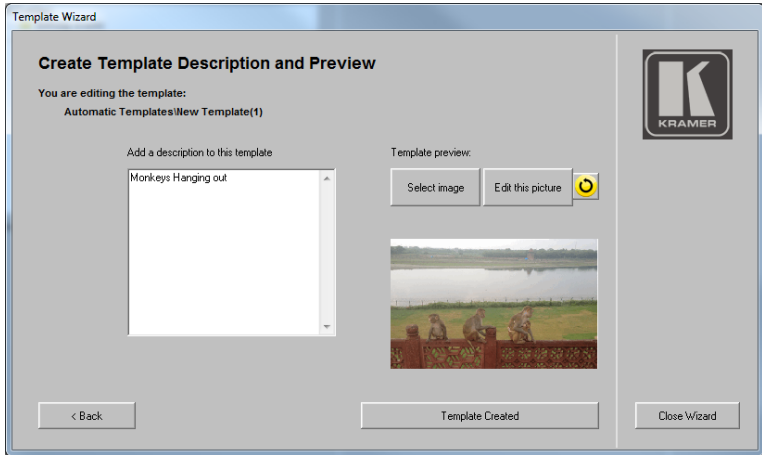 Template Wizard
Create Template Description and Preview
You are editing the template:
Automatic Templates\New Template(1)
Add a description to this template
Monkeys Hanging out
Template preview:
Select image
Edit this picture
KRAMER
< Back
Template Created
Close Wizard